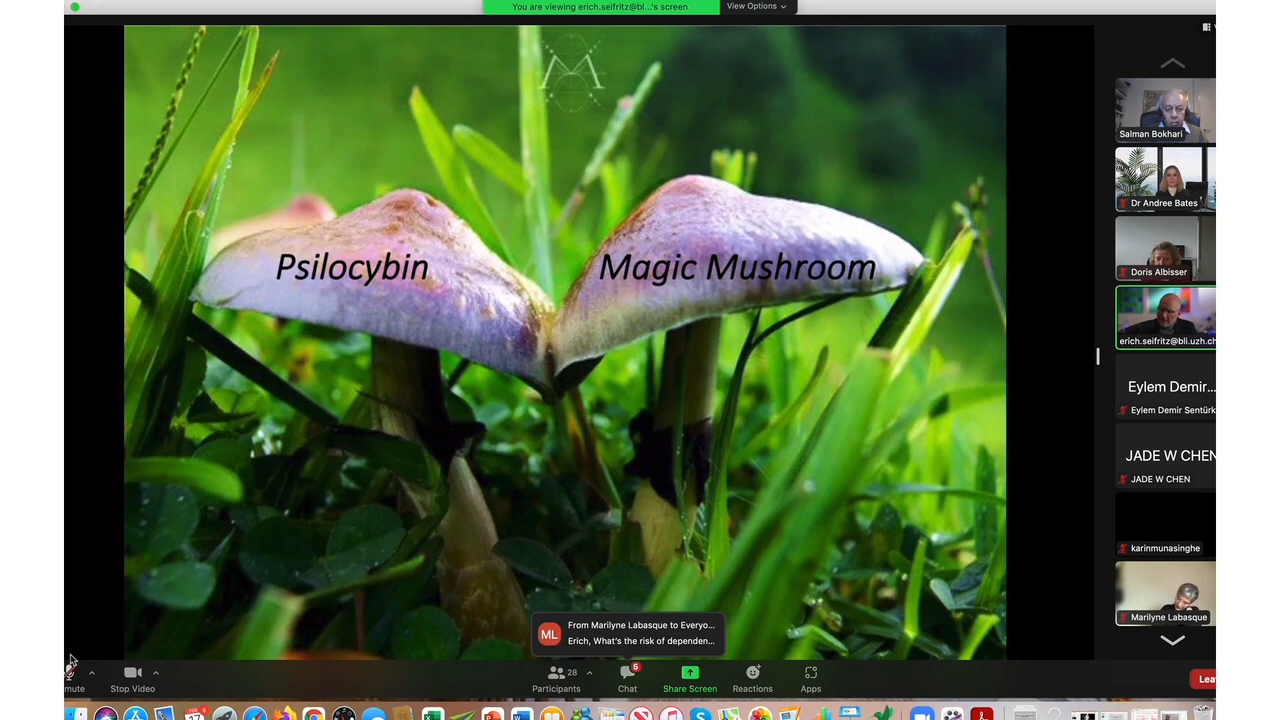 You are viewing erich.seifritz@bl...'s screen
View Options
M
Psilocybin
Magic Mushroom
Salman Bokhari
Dr Andree Bates
Doris Albisser
erich.seifritz@bli.uzh.ch
Eylem Demir...
Eylem Demir Sentürk
JADE W CHEN
JADE W CHEN
karinmunasinghe
Marilyne Labasque
ML
From Marilyne Labasque to Everyo...
Erich, What's the risk of dependen...
mute
Stop Video
Participants
28
Chat
5
Share Screen
Reactions
Apps
Lea